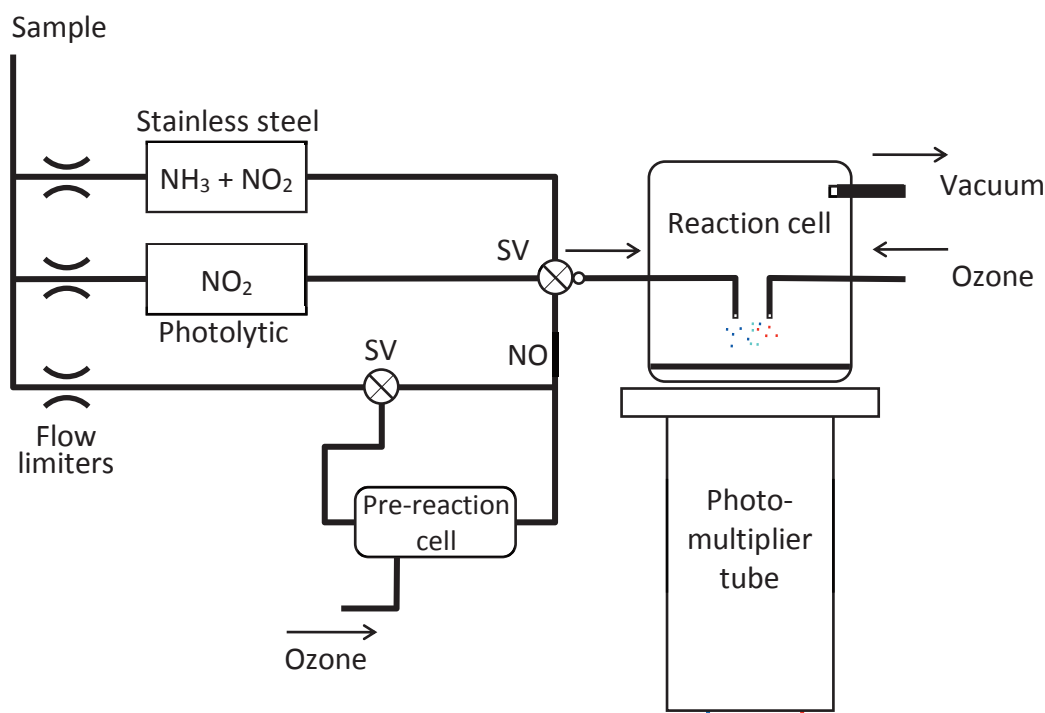 Sample
Stainless steel
NH₃ + NO₂
Vacuum
Reaction cell
SV
NO₂
Ozone
Photolytic
SV
NO
Flow
limiters
Pre-reaction
cell
Photo-
multiplier
tube
Ozone